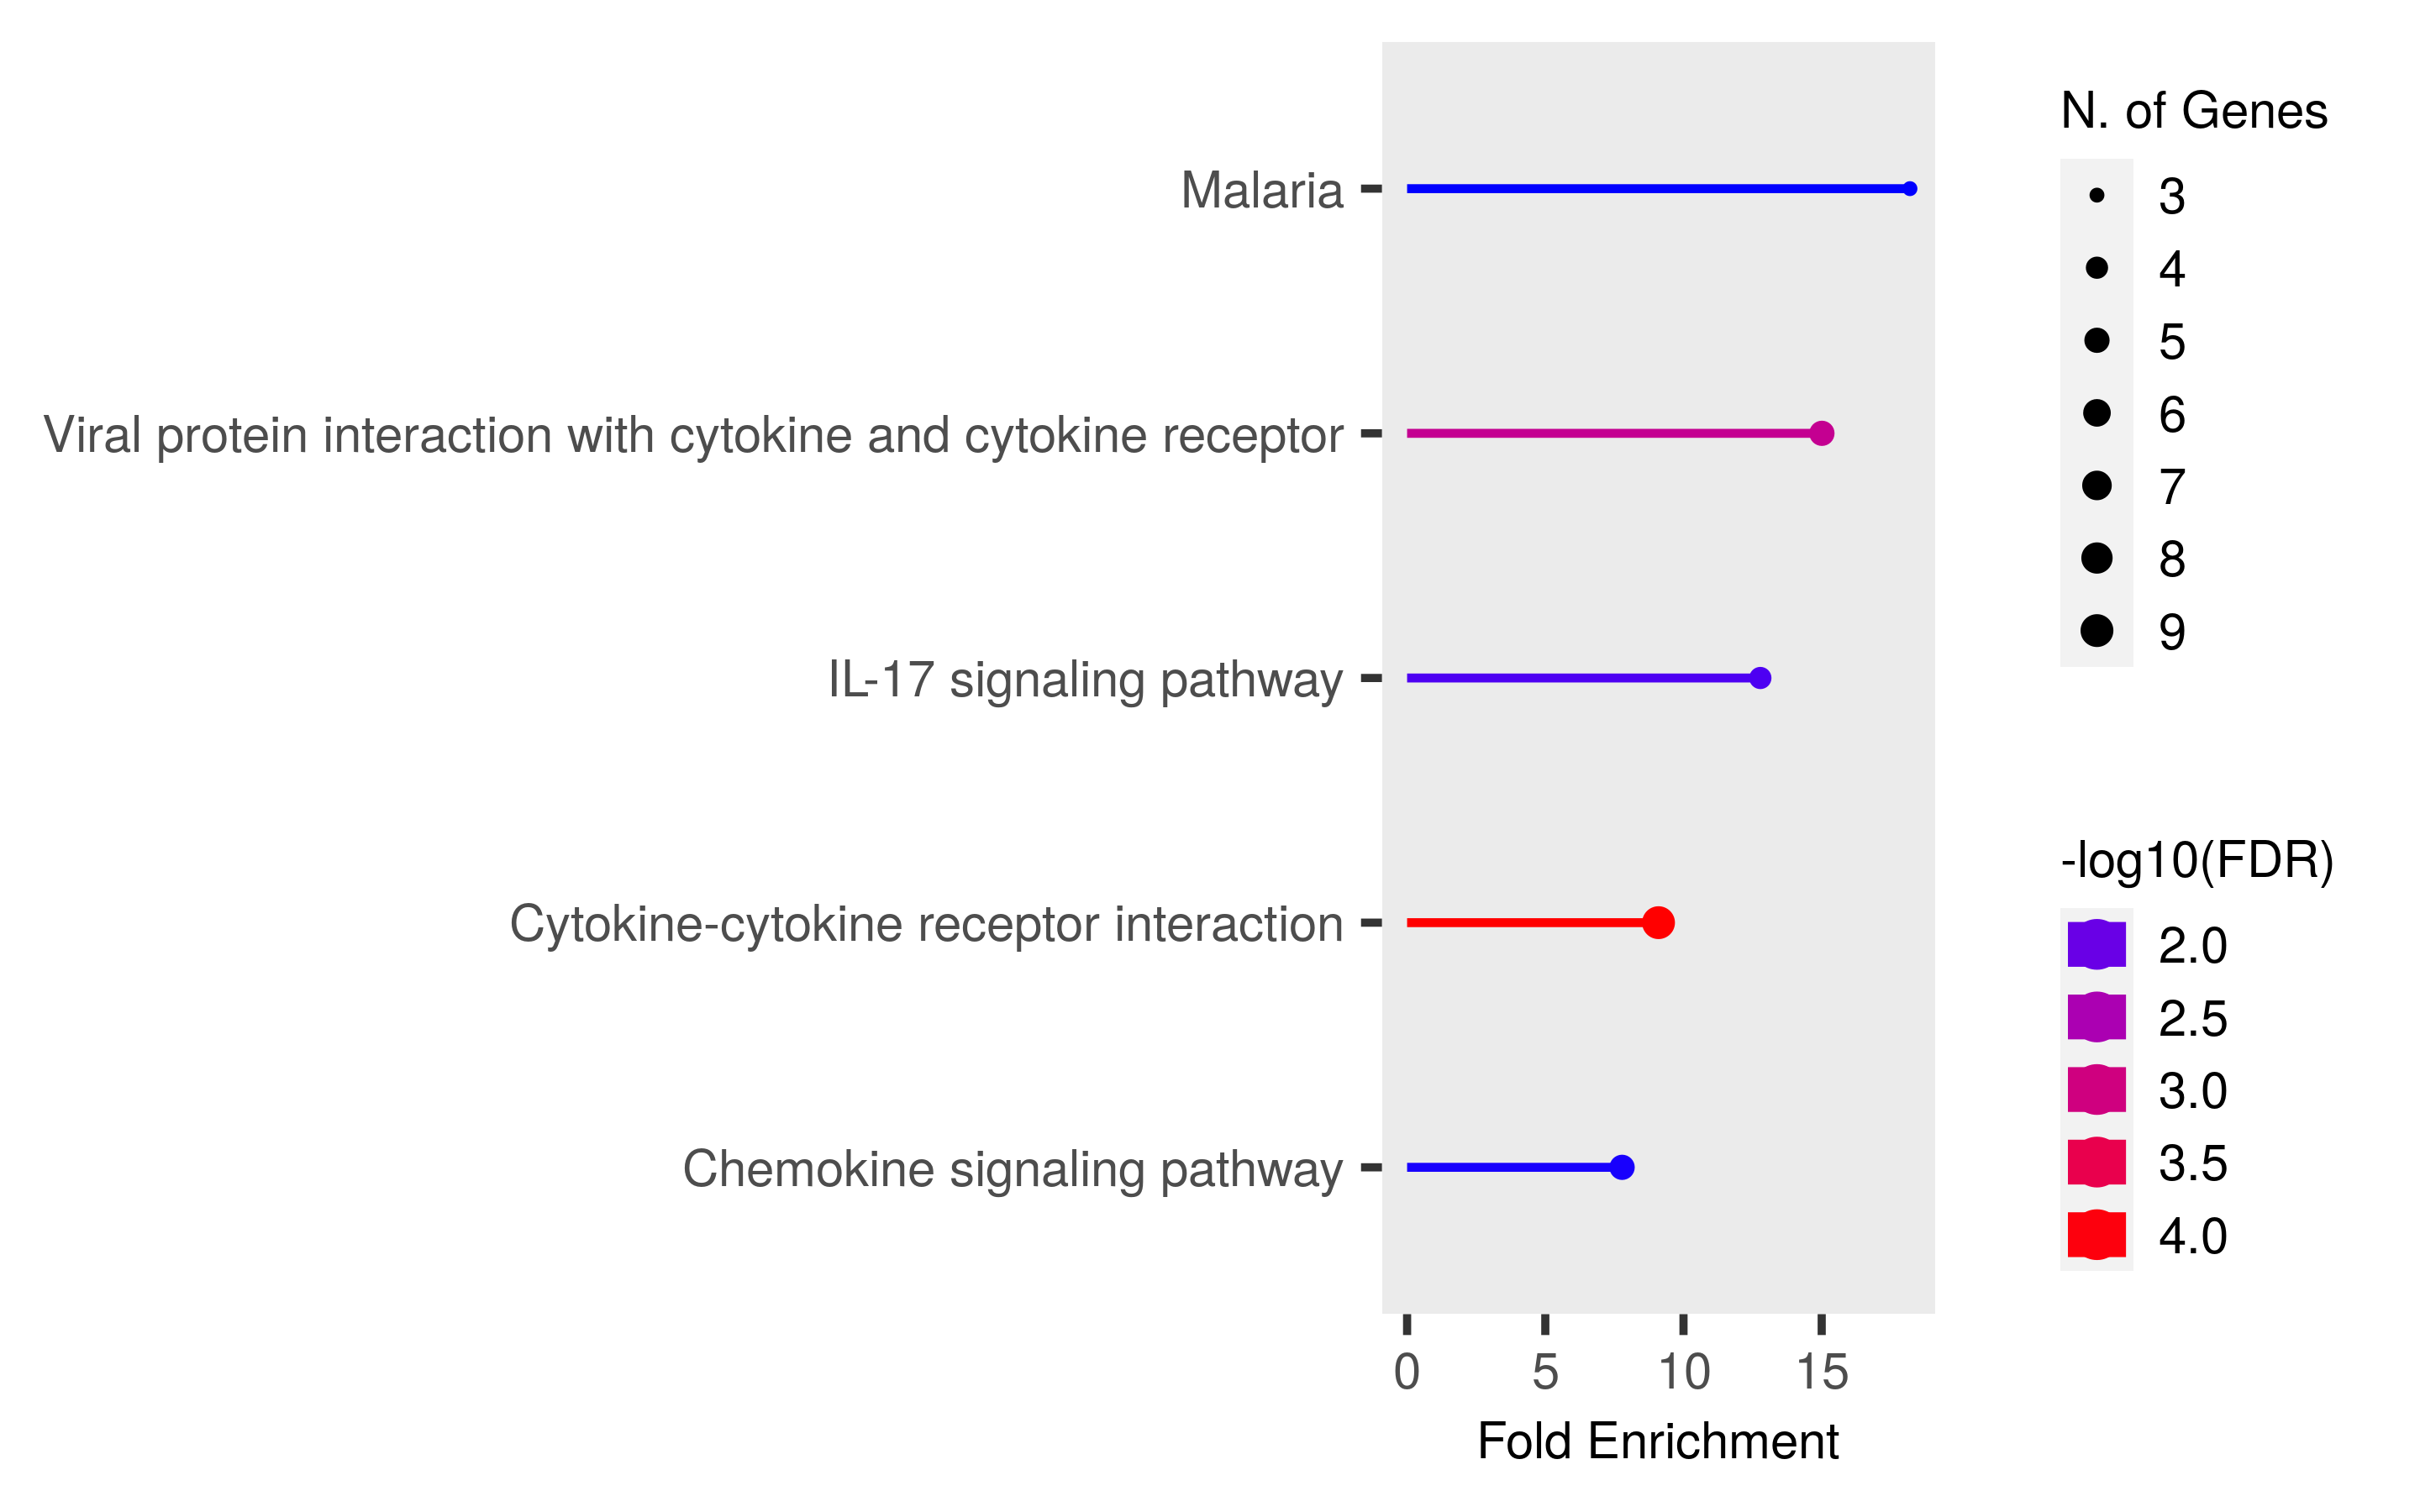 Malaria
Viral protein interaction with cytokine and cytokine receptor
IL-17 signaling pathway
Cytokine-cytokine receptor interaction
Chemokine signaling pathway
0 5 10 15
Fold Enrichment
N. of Genes
3
4
5
6
7
8
9
-log10(FDR)
2.0
2.5
3.0
3.5
4.0